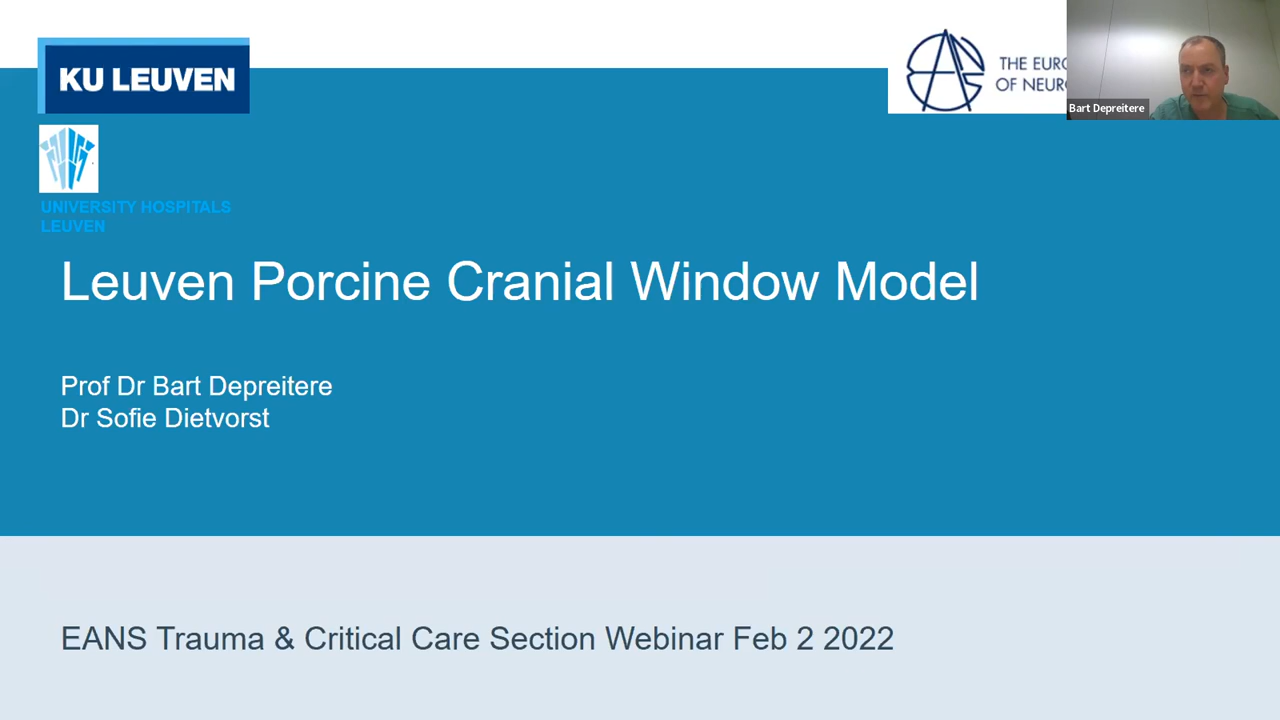 KU LEUVEN
THE EURO
OF NEURO
Bart Depreitere
UNIVERSITY HOSPITALS
LEUVEN
Leuven Porcine Cranial Window Model
Prof Dr Bart Depreitere
Dr Sofie Dietvorst
EANS Trauma & Critical Care Section Webinar Feb 2 2022